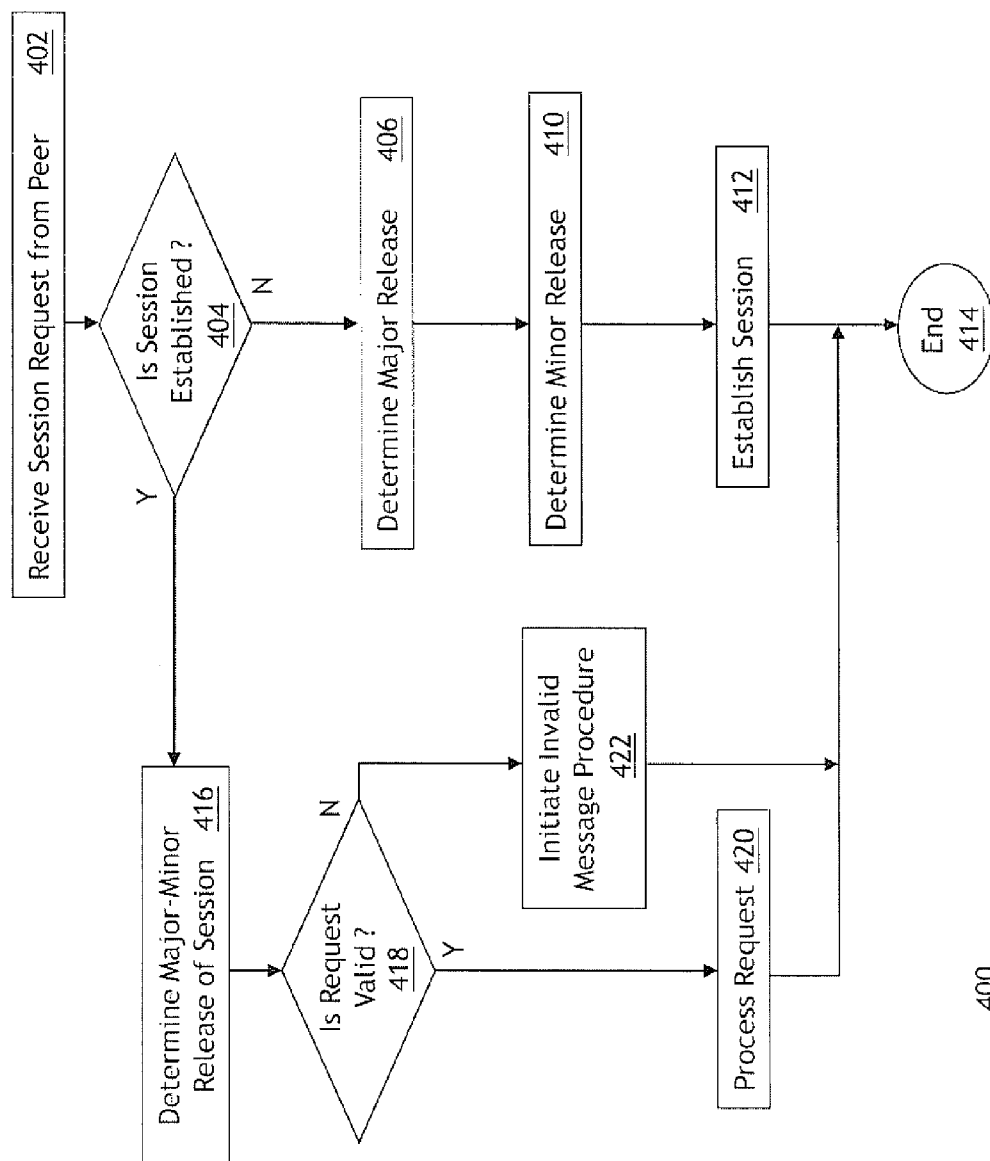 Receive Session Request from Peer 402
Is Session
Established ?
404
Y
N
Determine Major Release 406
Determine Minor Release 410
Establish Session 412
End
414
Determine Major-Minor
Release of Session 416
Is Request
Valid ?
418
N
Y
Initiate Invalid
Message Procedure
422
Process Request 420
400